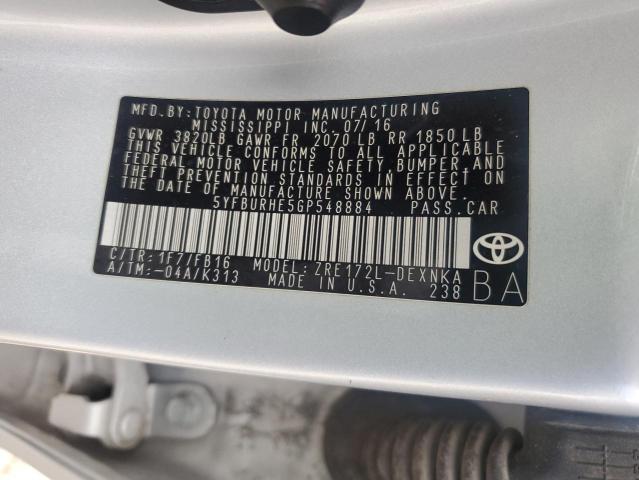 MFD.BY:TOYOTA MOTOR MANUFACTURING
MISSISSIPPI INC. 07/16
GVWR 3820LB GAWR FR 2070 LB RR 1850 LB
THIS VEHICLE CONFORMS TO ALL APPLICABLE
FEDERAL MOTOR VEHICLE SAFETY, BUMPER, AND
THEFT PREVENTION STANDARDS IN EFFECT ON
THE DATE OF MANUFACTURE SHOWN ABOVE.
5YFBURHE5GP548884 PASS.CAR
C/TR:1F7/FB16 MODEL:ZRE172L-DEXNKA
A/TM:-04A/K313 MADE IN U.S.A. 238
BA